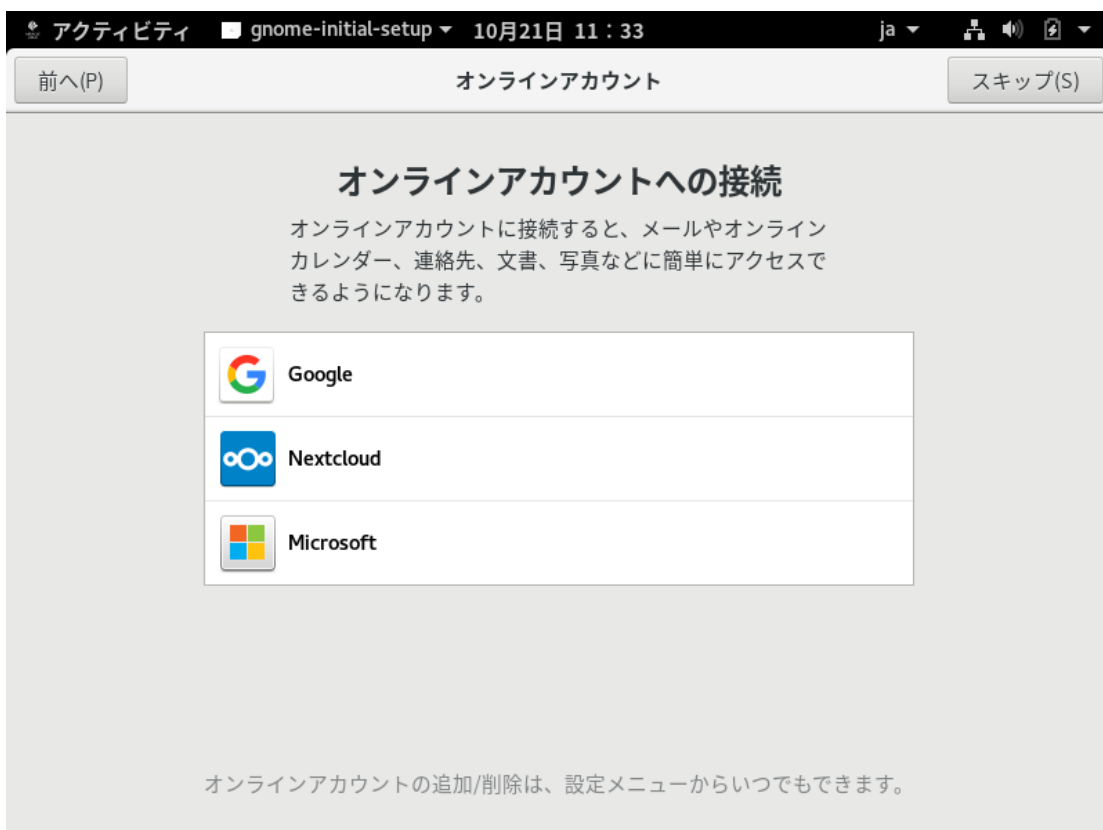 アクティビティ gnome-initial-setup 10月21日 11：33 ja
前へ(P) オンラインアカウント スキップ(S)
オンラインアカウントへの接続
オンラインアカウントに接続すると、メールやオンライン
カレンダー、連絡先、文書、写真などに簡単にアクセスで
きるようになります。
Google
Nextcloud
Microsoft
オンラインアカウントの追加/削除は、設定メニューからいつでもできます。